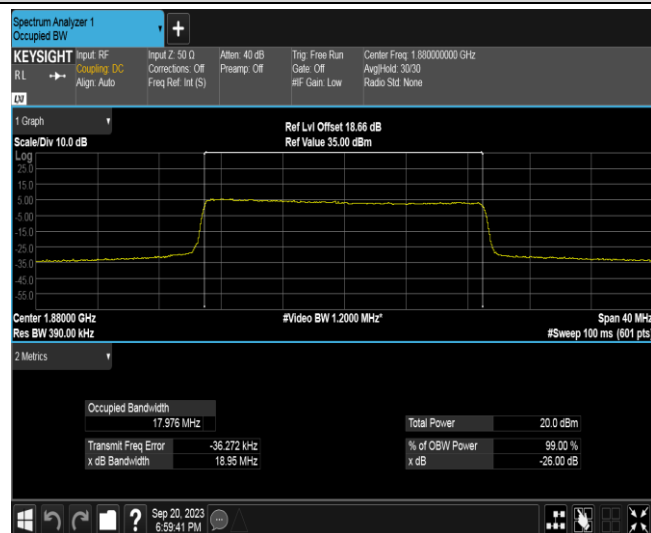 Spectrum Analyzer 1
Occupied BW
+
KEYSIGHT Input: RF Input Z: 50 Ω Atten: 40 dB Trig: Free Run Center Freq: 1.880000000 GHz
RL Coupling: DC Corrections: Off Preamp: Off Gate: Off Avg|Hold: 30/30
Align: Auto Freq Ref: Int (S) #IF Gain: Low Radio Std: None
LXI
1 Graph
Ref Lvl Offset 18.66 dB
Scale/Div 10.0 dB Ref Value 35.00 dBm
Log
25.0
15.0
5.00
-5.00
-15.0
-25.0
-35.0
-45.0
-55.0
Center 1.88000 GHz #Video BW 1.2000 MHz* Span 40 MHz
Res BW 390.00 kHz #Sweep 100 ms (601 pts)
2 Metrics
Occupied Bandwidth
17.976 MHz Total Power 20.0 dBm
Transmit Freq Error -36.272 kHz % of OBW Power 99.00 %
x dB Bandwidth 18.95 MHz x dB -26.00 dB
? Sep 20, 2023
6:59:41 PM